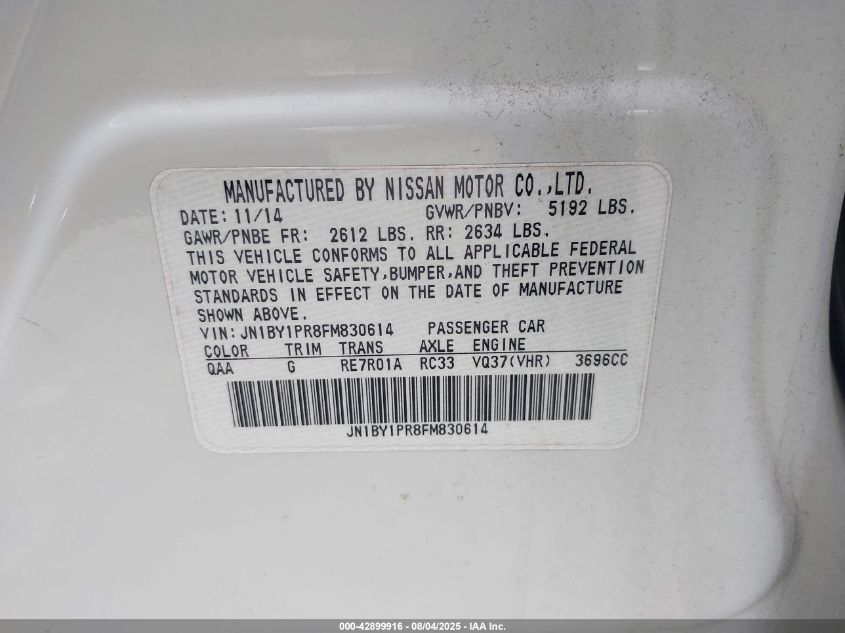 MANUFACTURED BY NISSAN MOTOR CO.,LTD.
DATE: 11/14 GVWR/PNBV: 5192 LBS.
GAWR/PNBE FR: 2612 LBS. RR: 2634 LBS.
THIS VEHICLE CONFORMS TO ALL APPLICABLE FEDERAL
MOTOR VEHICLE SAFETY,BUMPER,AND THEFT PREVENTION
STANDARDS IN EFFECT ON THE DATE OF MANUFACTURE
SHOWN ABOVE.
VIN: JN1BY1PR8FM830614 PASSENGER CAR
COLOR TRIM TRANS AXLE ENGINE
QAA G RE7R01A RC33 VQ37(VHR) 3696CC
JN1BY1PR8FM830614
000-42899916 - 08/04/2025 - IAA Inc.